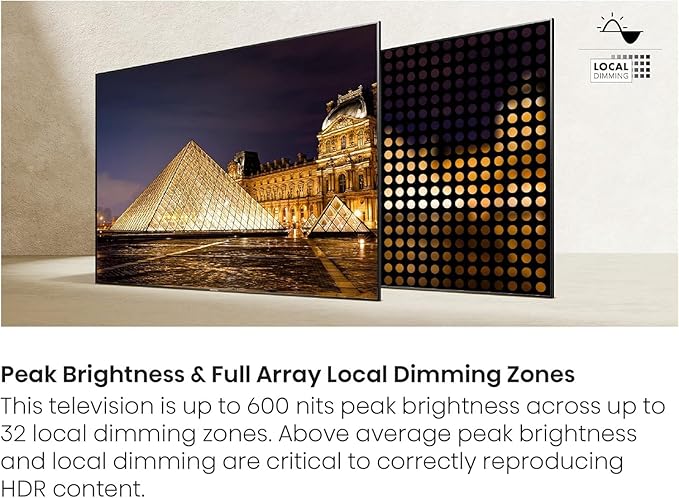 LOCAL
DIMMING
Peak Brightness & Full Array Local Dimming Zones
This television is up to 600 nits peak brightness across up to
32 local dimming zones. Above average peak brightness
and local dimming are critical to correctly reproducing
HDR content.